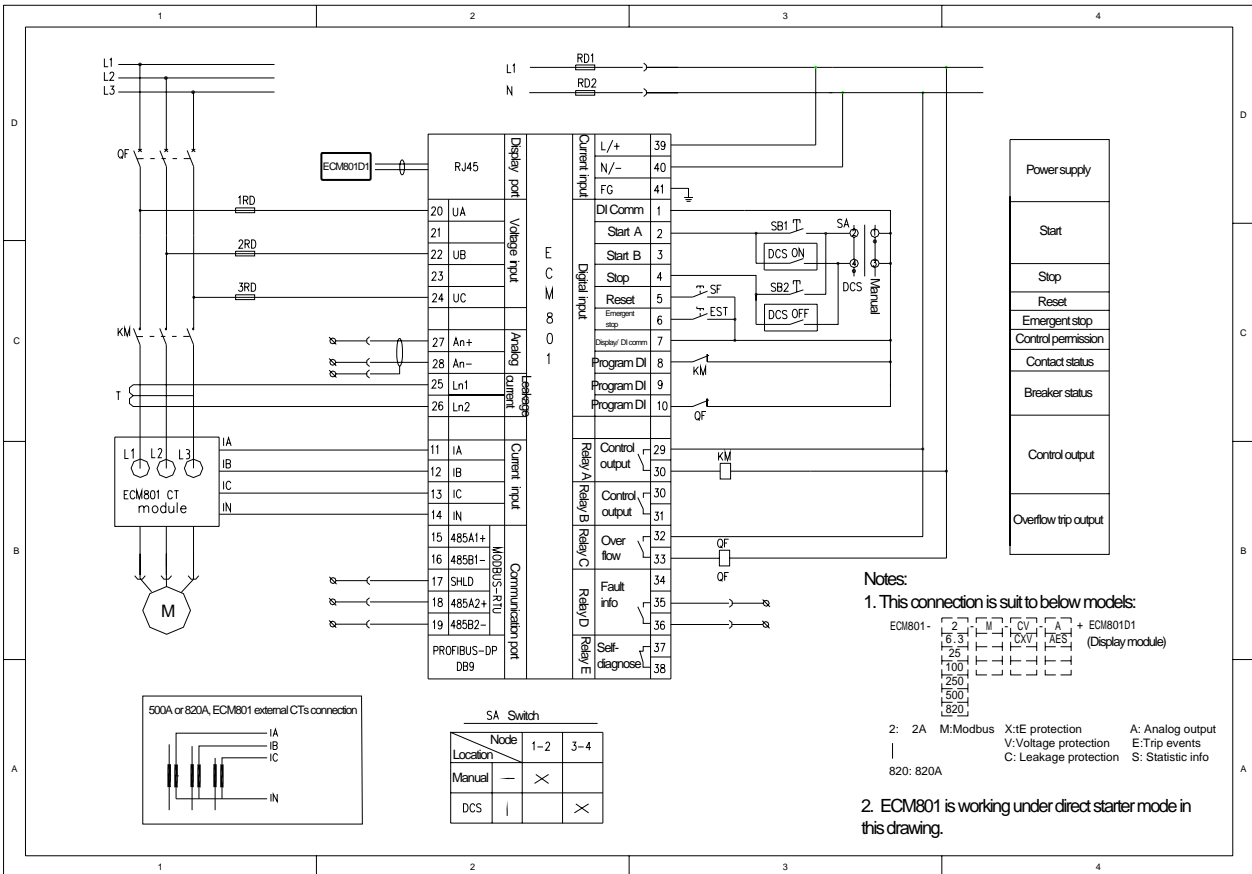 1 2 3 4
D
C
B
A
D
C
B
A
L1
L2
L3
QF
1RD
2RD
3RD
KM
T
L1 L2 L3
ECM801 CT
module
IA
IB
IC
IN
M
500A or 820A, ECM801 external CTs connection
IA
IB
IC
IN
ECM801D1
L1
N
RD1
RD2
RJ45
Display port
20 UA
21
22 UB
23
24 UC
Voltage input
27 An+
28 An-
Analog
25 Ln1
26 Ln2
Leakage
current
11 IA
12 IB
13 IC
14 IN
Current input
15 485A1+
16 485B1-
17 SHLD
18 485A2+
19 485B2-
MODBUS-RTU
PROFIBUS-DP
DB9
Communication port
ECM801
Current input
L/+ 39
N/- 40
FG 41
Digital input
DI Comm 1
Start A 2
Start B 3
Stop 4
Reset 5
Emergent
stop
6
Display/ DI comm 7
Program DI 8
Program DI 9
Program DI 10
Relay A
Control
output
29
30
Relay B
Control
output
30
31
Relay C
Over
flow
32
33
Relay D
Fault
info
34
35
36
Relay E
Self-
diagnose
37
38
SB1
DCS ON
SB2
DCS OFF
SA
2 1
4 3
DCS
Manual
SF
EST
KM
QF
KM
QF
QF
SA Switch
Node
Location
1-2 3-4
Manual
DCS
Power supply
Start
Stop
Reset
Emergent stop
Control permission
Contact status
Breaker status
Control output
Overflow trip output
Notes:
1. This connection is suit to below models:
ECM801 - 2 - M - CV - A + ECM801D1
6.3 CXV AES (Display module)
25
100
250
500
820
2: 2A M:Modbus X:tE protection A: Analog output
V:Voltage protection E:Trip events
C: Leakage protection S: Statistic info
820: 820A
2. ECM801 is working under direct starter mode in
this drawing.
1 2 3 4